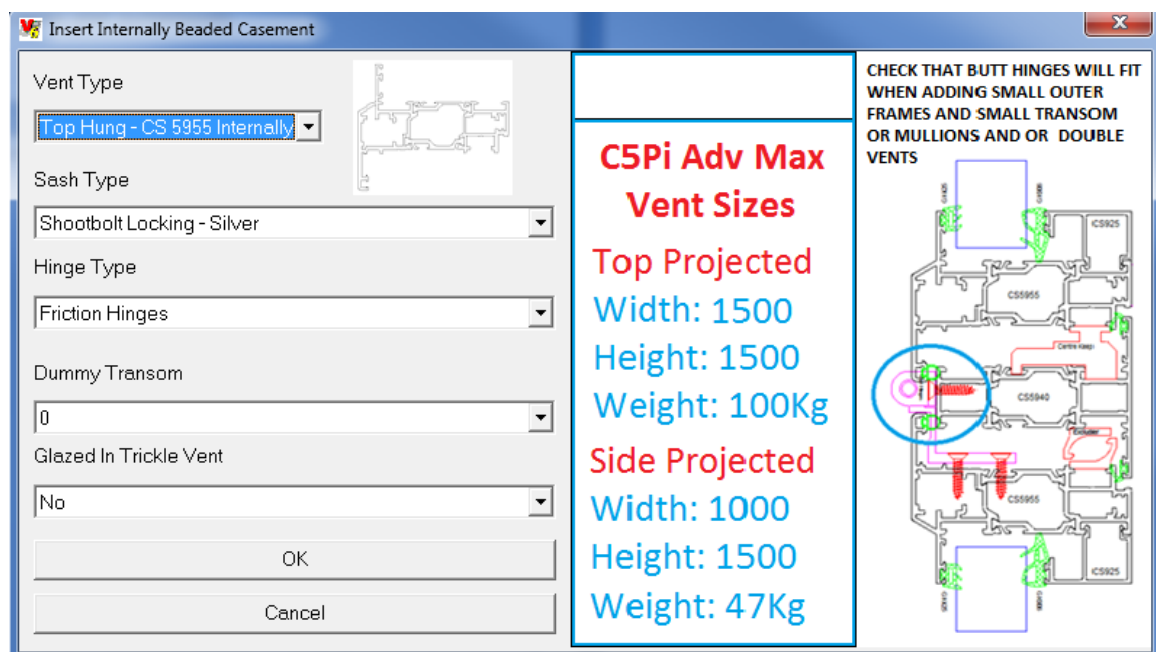 Insert Internally Beaded Casement
x
Vent Type
Top Hung - CS 5955 Internally
Sash Type
Shootbolt Locking - Silver
Hinge Type
Friction Hinges
Dummy Transom
0
Glazed In Trickle Vent
No
OK
Cancel
C5Pi Adv Max
Vent Sizes
Top Projected
Width: 1500
Height: 1500
Weight: 100Kg
Side Projected
Width: 1000
Height: 1500
Weight: 47Kg
CHECK THAT BUTT HINGES WILL FIT
WHEN ADDING SMALL OUTER
FRAMES AND SMALL TRANSOM
OR MULLIONS AND OR DOUBLE
VENTS
CS925
CS5955
Centre Keep
CS5940
Excluder
CS5955
CS925